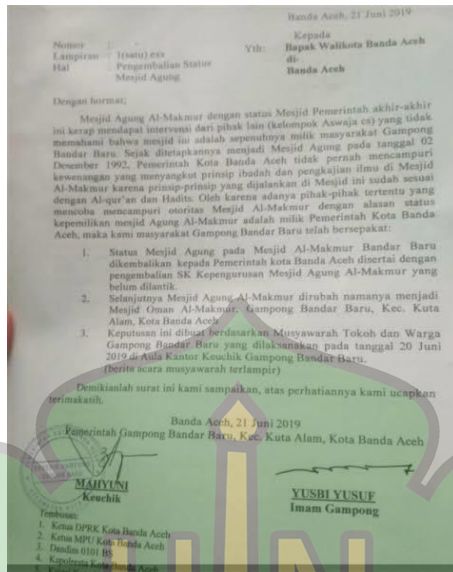 Banda Aceh, 21 Juni 2019
Kepada
Nomor :
Yth: Bapak Walikota Banda Aceh
Lampiran : 1(satu) exs
di-
Hal : Pengembalian Status
Banda Aceh
Mesjid Agung
Dengan hormat;
Mesjid Agung Al-Makmur dengan status Mesjid Pemerintah akhir-akhir
ini kerap mendapat intervensi dari pihak lain (kelompok Aswaja cs) yang tidak
memahami bahwa mesjid ini adalah sepenuhnya milik masyarakat Gampong
Bandar Baru. Sejak ditetapkannya menjadi Mesjid Agung pada tanggal 02
Desember 1992, Pemerintah Kota Banda Aceh tidak pernah mencampuri
kewenangan yang menyangkut prinsip ibadah dan pengkajian ilmu di Mesjid
Al-Makmur karena prinsip-prinsip yang dijalankan di Mesjid ini sudah sesuai
dengan Al-qur'an dan Hadits. Oleh karena adanya pihak-pihak tertentu yang
mencoba mencampuri otoritas Mesjid Al-Makmur dengan alasan status
kepemilikan mesjid Agung Al-Makmur adalah milik Pemerintah Kota Banda
Aceh, maka kami masyarakat Gampong Bandar Baru telah bersepakat:
1. Status Mesjid Agung pada Mesjid Al-Makmur Bandar Baru
dikembalikan kepada Pemerintah kota Banda Aceh disertai dengan
pengembalian SK Kepengurusan Mesjid Agung Al-Makmur yang
belum dilantik.
2. Selanjutnya Mesjid Agung Al-Makmur dirubah namanya menjadi
Mesjid Oman Al-Makmur, Gampong Bandar Baru, Kec. Kuta
Alam, Kota Banda Aceh
3. Keputusan ini dibuat berdasarkan Musyawarah Tokoh dan Warga
Gampong Bandar Baru yang dilaksanakan pada tanggal 20 Juni
2019 di Aula Kantor Keuchik Gampong Bandar Baru.
(berita acara musyawarah terlampir)
Demikianlah surat ini kami sampaikan, atas perhatiannya kami ucapkan
terimakasih.
Banda Aceh, 21 Juni 2019
Pemerintah Gampong Bandar Baru, Kec. Kuta Alam, Kota Banda Aceh
MAHYUNI
Keuchik
YUSBI YUSUF
Imam Gampong
Tembusan:
1. Ketua DPRK Kota Banda Aceh
2. Ketua MPU Kota Banda Aceh
3. Dandim 0101 BS
4. Kapolresta Kota Banda Aceh